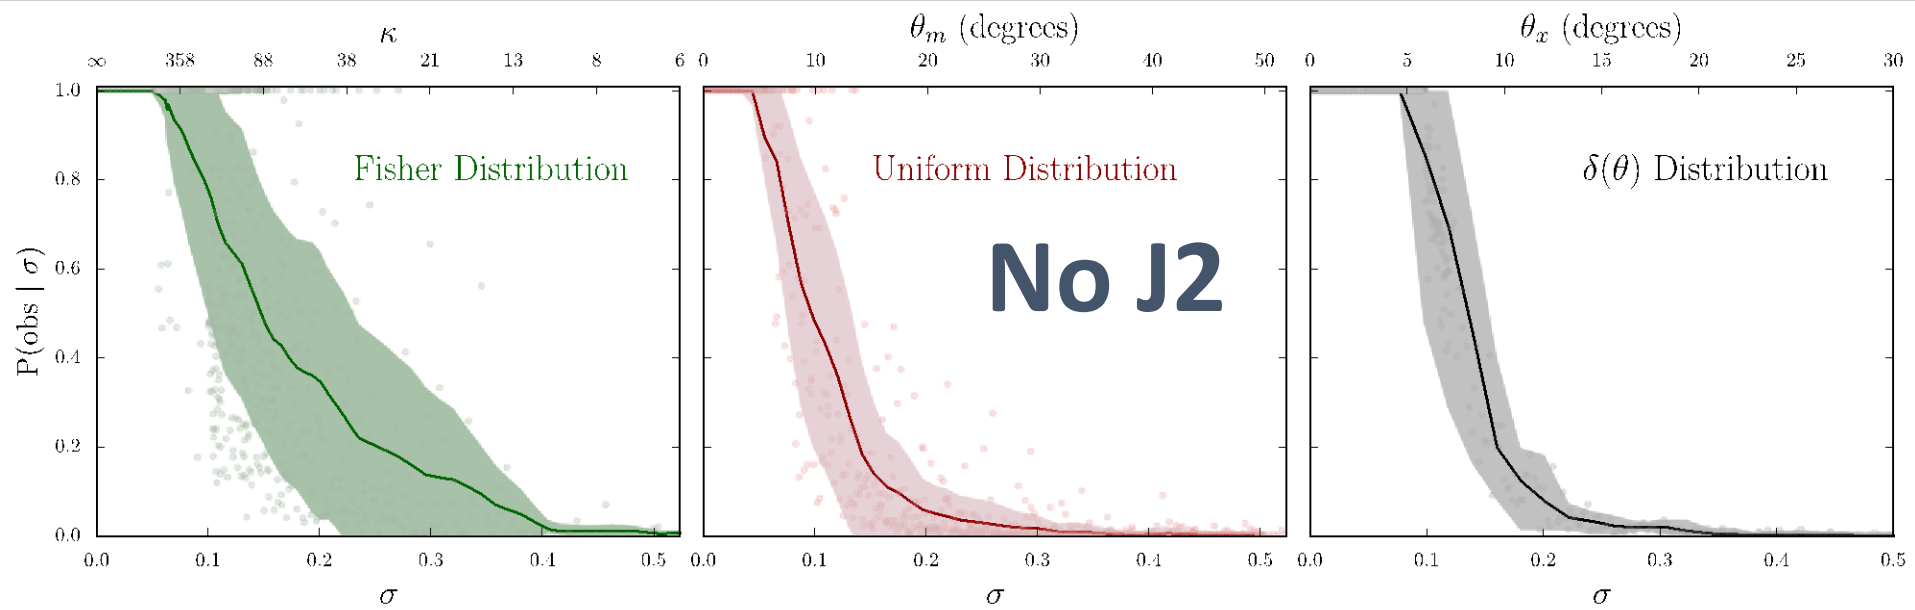 κ
∞ 358 88 38 21 13 8 6
θm (degrees)
0 10 20 30 40 50
θx (degrees)
0 5 10 15 20 25 30
P(obs | σ)
1.0
0.8
0.6
0.4
0.2
0.0
Fisher Distribution
Uniform Distribution
No J2
δ(θ) Distribution
0.0 0.1 0.2 0.3 0.4 0.5
σ
0.0 0.1 0.2 0.3 0.4 0.5
σ
0.0 0.1 0.2 0.3 0.4 0.5
σ